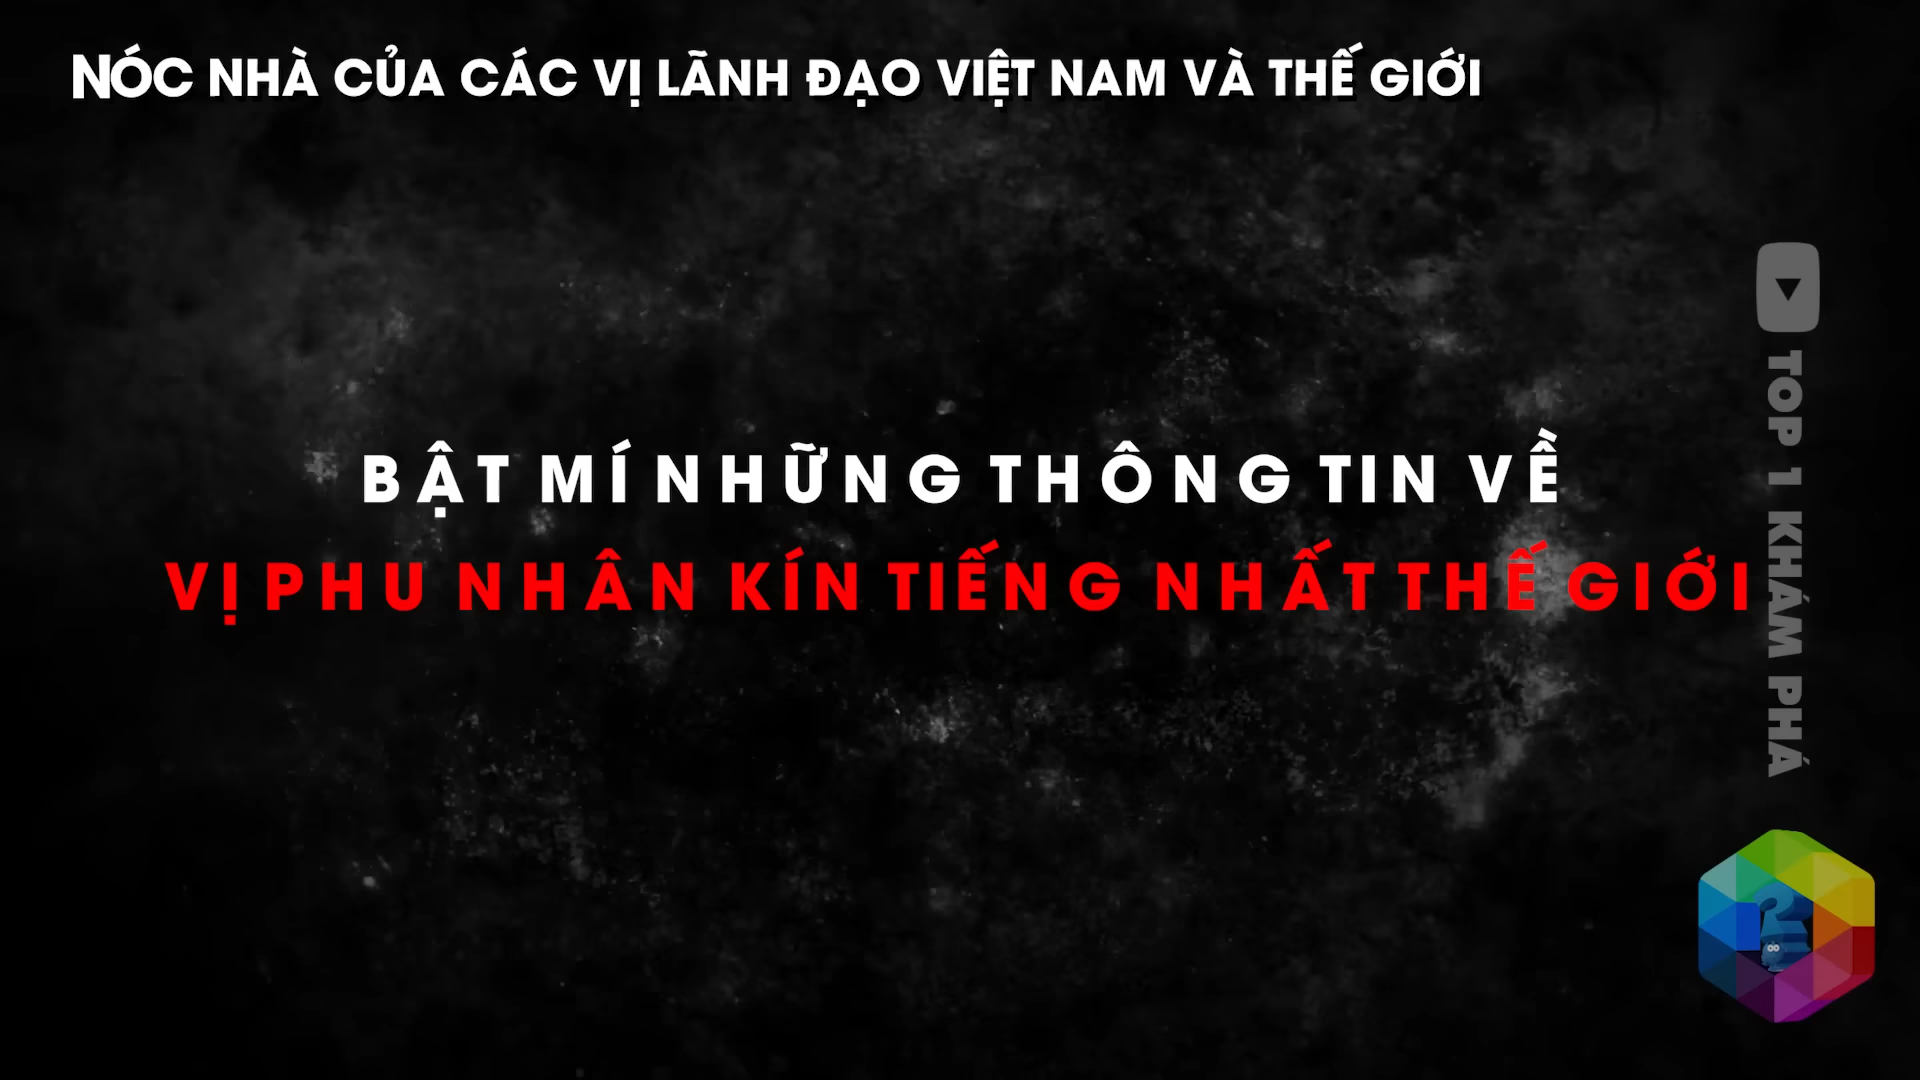 NÓC NHÀ CỦA CÁC VỊ LÃNH ĐẠO VIỆT NAM VÀ THẾ GIỚI
BẬT MÍ NHỮNG THÔNG TIN VỀ
VỊ PHU NHÂN KÍN TIẾNG NHẤT THẾ GIỚI
TOP 1 KHÁM PHÁ